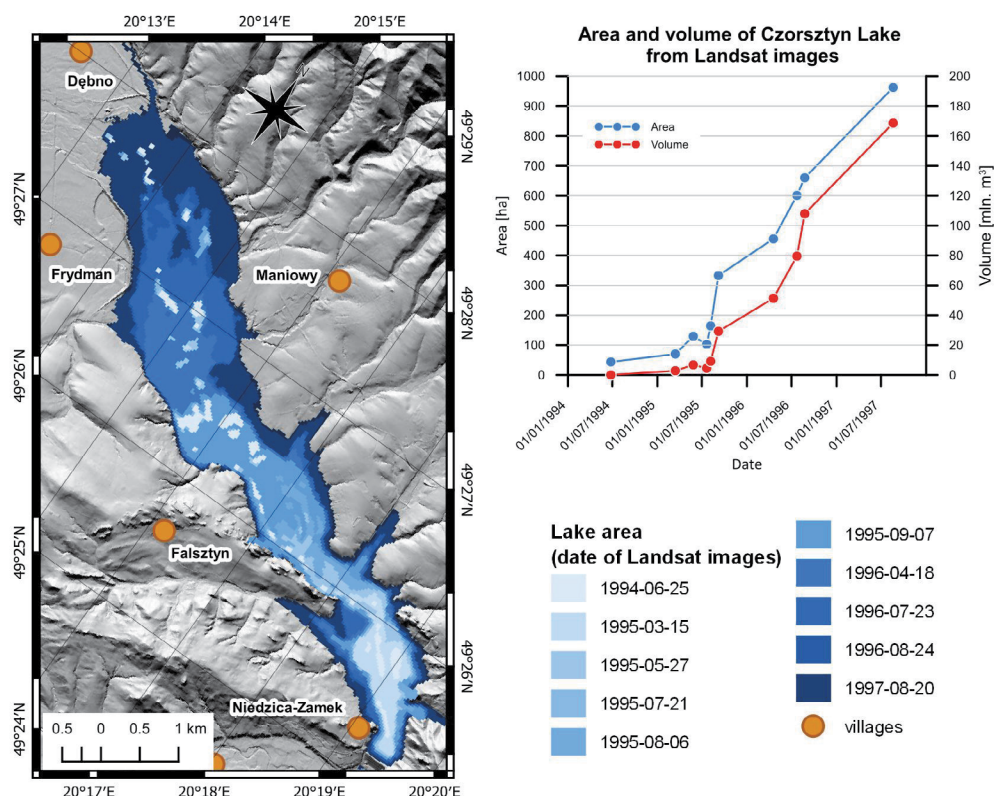 20°13′E
20°14′E
20°15′E
Dębno
N
49°29′N
49°27′N
Frydman
Maniowy
49°28′N
49°26′N
49°27′N
49°25′N
Falsztyn
49°26′N
49°24′N
Niedzica-Zamek
0.5 0 0.5 1 km
20°17′E
20°18′E
20°19′E
20°20′E
Area and volume of Czorsztyn Lake
from Landsat images
Area [ha]
1000
900
800
700
600
500
400
300
200
100
0
Area
Volume
200
180
160
140
120
100
80
60
40
20
0
Volume [mln. m³]
01/01/1994
01/07/1994
01/01/1995
01/07/1995
01/01/1996
01/07/1996
01/01/1997
01/07/1997
Date
Lake area
(date of Landsat images)
1994-06-25
1995-03-15
1995-05-27
1995-07-21
1995-08-06
1995-09-07
1996-04-18
1996-07-23
1996-08-24
1997-08-20
villages